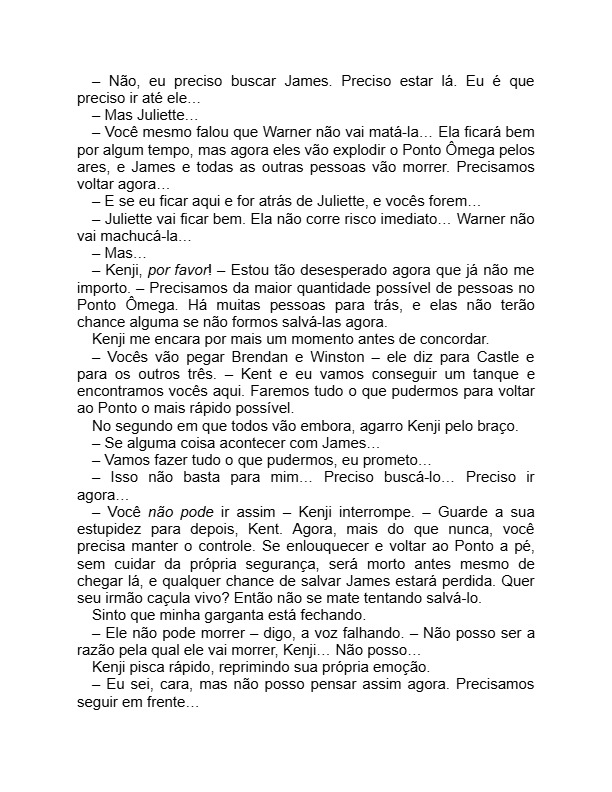 – Não, eu preciso buscar James. Preciso estar lá. Eu é que
preciso ir até ele…
– Mas Juliette…
– Você mesmo falou que Warner não vai matá-la… Ela ficará bem
por algum tempo, mas agora eles vão explodir o Ponto Ômega pelos
ares, e James e todas as outras pessoas vão morrer. Precisamos
voltar agora…
– E se eu ficar aqui e for atrás de Juliette, e vocês forem…
– Juliette vai ficar bem. Ela não corre risco imediato… Warner não
vai machucá-la…
– Mas…
– Kenji, por favor! – Estou tão desesperado agora que já não me
importo. – Precisamos da maior quantidade possível de pessoas no
Ponto Ômega. Há muitas pessoas para trás, e elas não terão
chance alguma se não formos salvá-las agora.
Kenji me encara por mais um momento antes de concordar.
– Vocês vão pegar Brendan e Winston – ele diz para Castle e
para os outros três. – Kent e eu vamos conseguir um tanque e
encontramos vocês aqui. Faremos tudo o que pudermos para voltar
ao Ponto o mais rápido possível.
No segundo em que todos vão embora, agarro Kenji pelo braço.
– Se alguma coisa acontecer com James…
– Vamos fazer tudo o que pudermos, eu prometo…
– Isso não basta para mim… Preciso buscá-lo… Preciso ir
agora…
– Você não pode ir assim – Kenji interrompe. – Guarde a sua
estupidez para depois, Kent. Agora, mais do que nunca, você
precisa manter o controle. Se enlouquecer e voltar ao Ponto a pé,
sem cuidar da própria segurança, será morto antes mesmo de
chegar lá, e qualquer chance de salvar James estará perdida. Quer
seu irmão caçula vivo? Então não se mate tentando salvá-lo.
Sinto que minha garganta está fechando.
– Ele não pode morrer – digo, a voz falhando. – Não posso ser a
razão pela qual ele vai morrer, Kenji… Não posso…
Kenji pisca rápido, reprimindo sua própria emoção.
– Eu sei, cara, mas não posso pensar assim agora. Precisamos
seguir em frente…